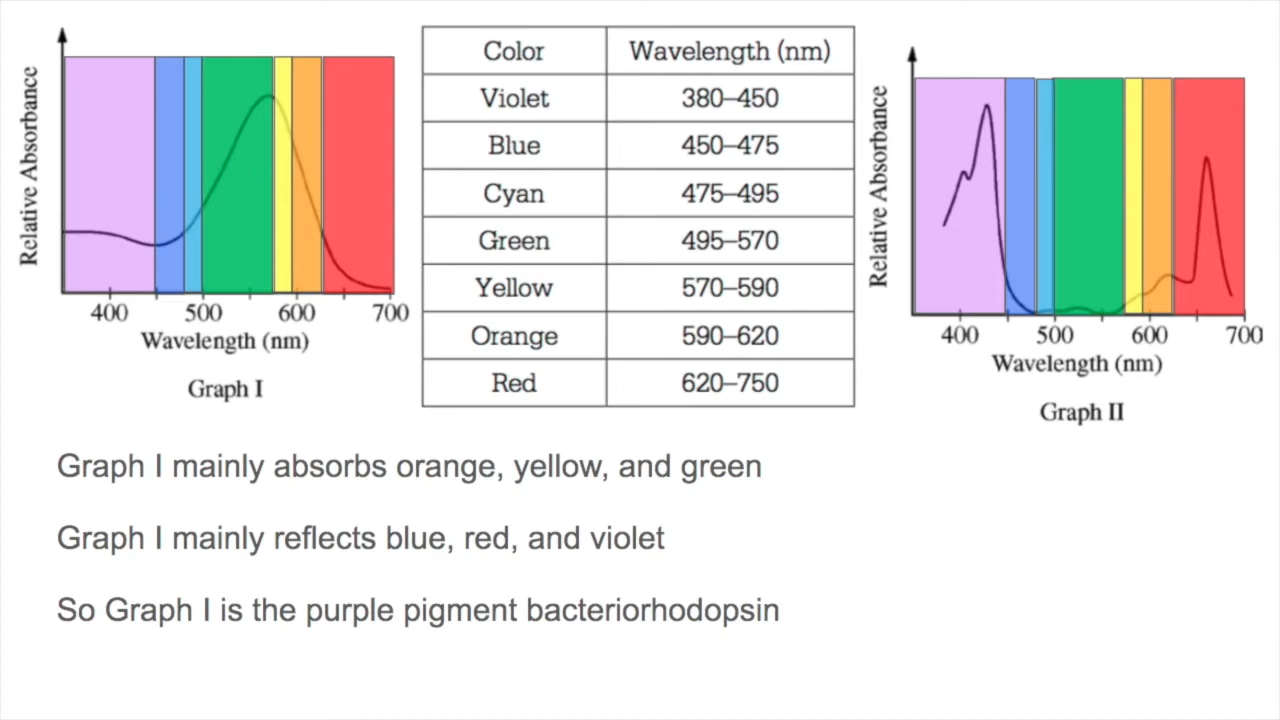 Relative Absorbance
400 500 600 700
Wavelength (nm)
Graph I
Color Wavelength (nm)
Violet 380–450
Blue 450–475
Cyan 475–495
Green 495–570
Yellow 570–590
Orange 590–620
Red 620–750
Relative Absorbance
400 500 600 700
Wavelength (nm)
Graph II
Graph I mainly absorbs orange, yellow, and green
Graph I mainly reflects blue, red, and violet
So Graph I is the purple pigment bacteriorhodopsin